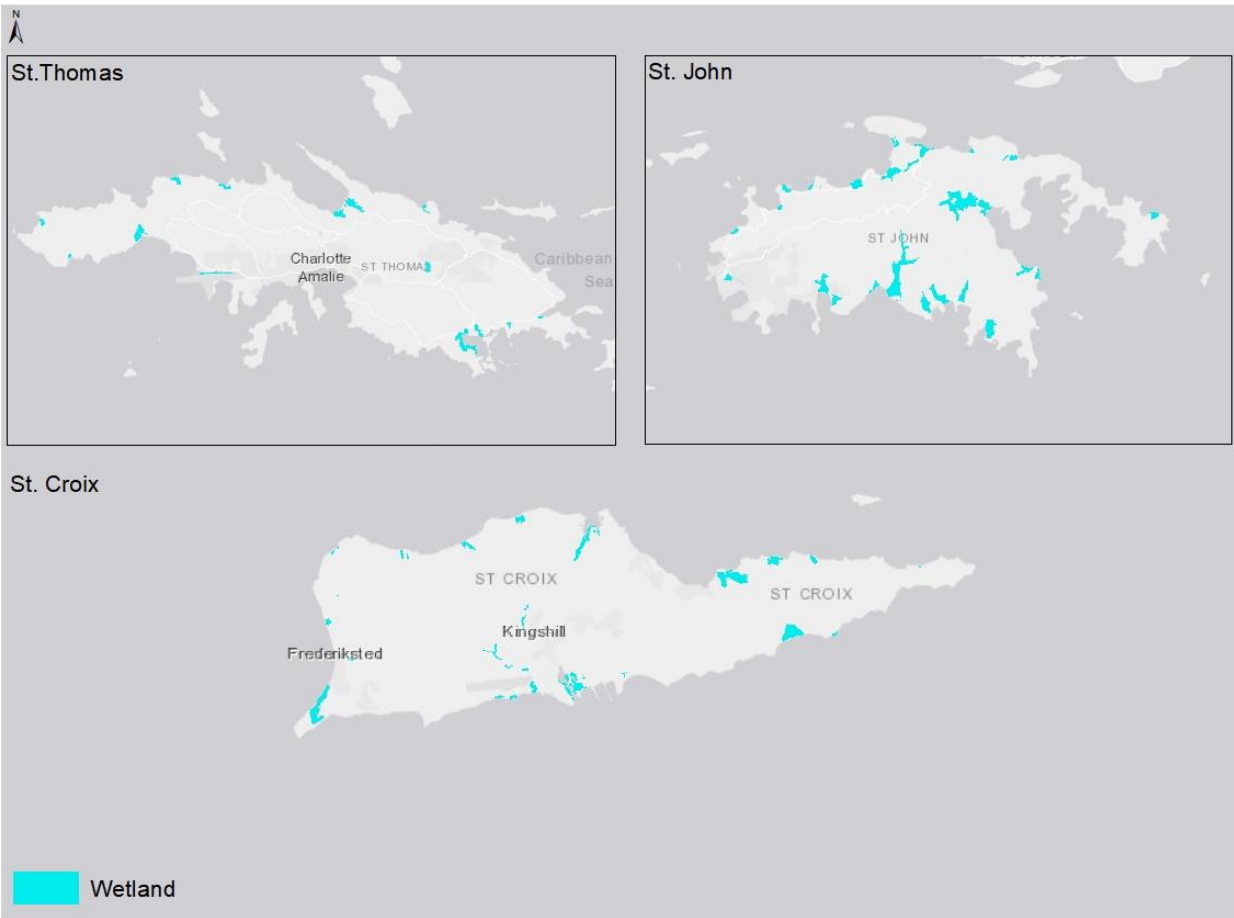 N
St.Thomas
St. John
Charlotte
Amalie
ST THOMAS
Caribbean
Sea
ST JOHN
St. Croix
ST CROIX
ST CROIX
Kingshill
Frederiksted
Wetland